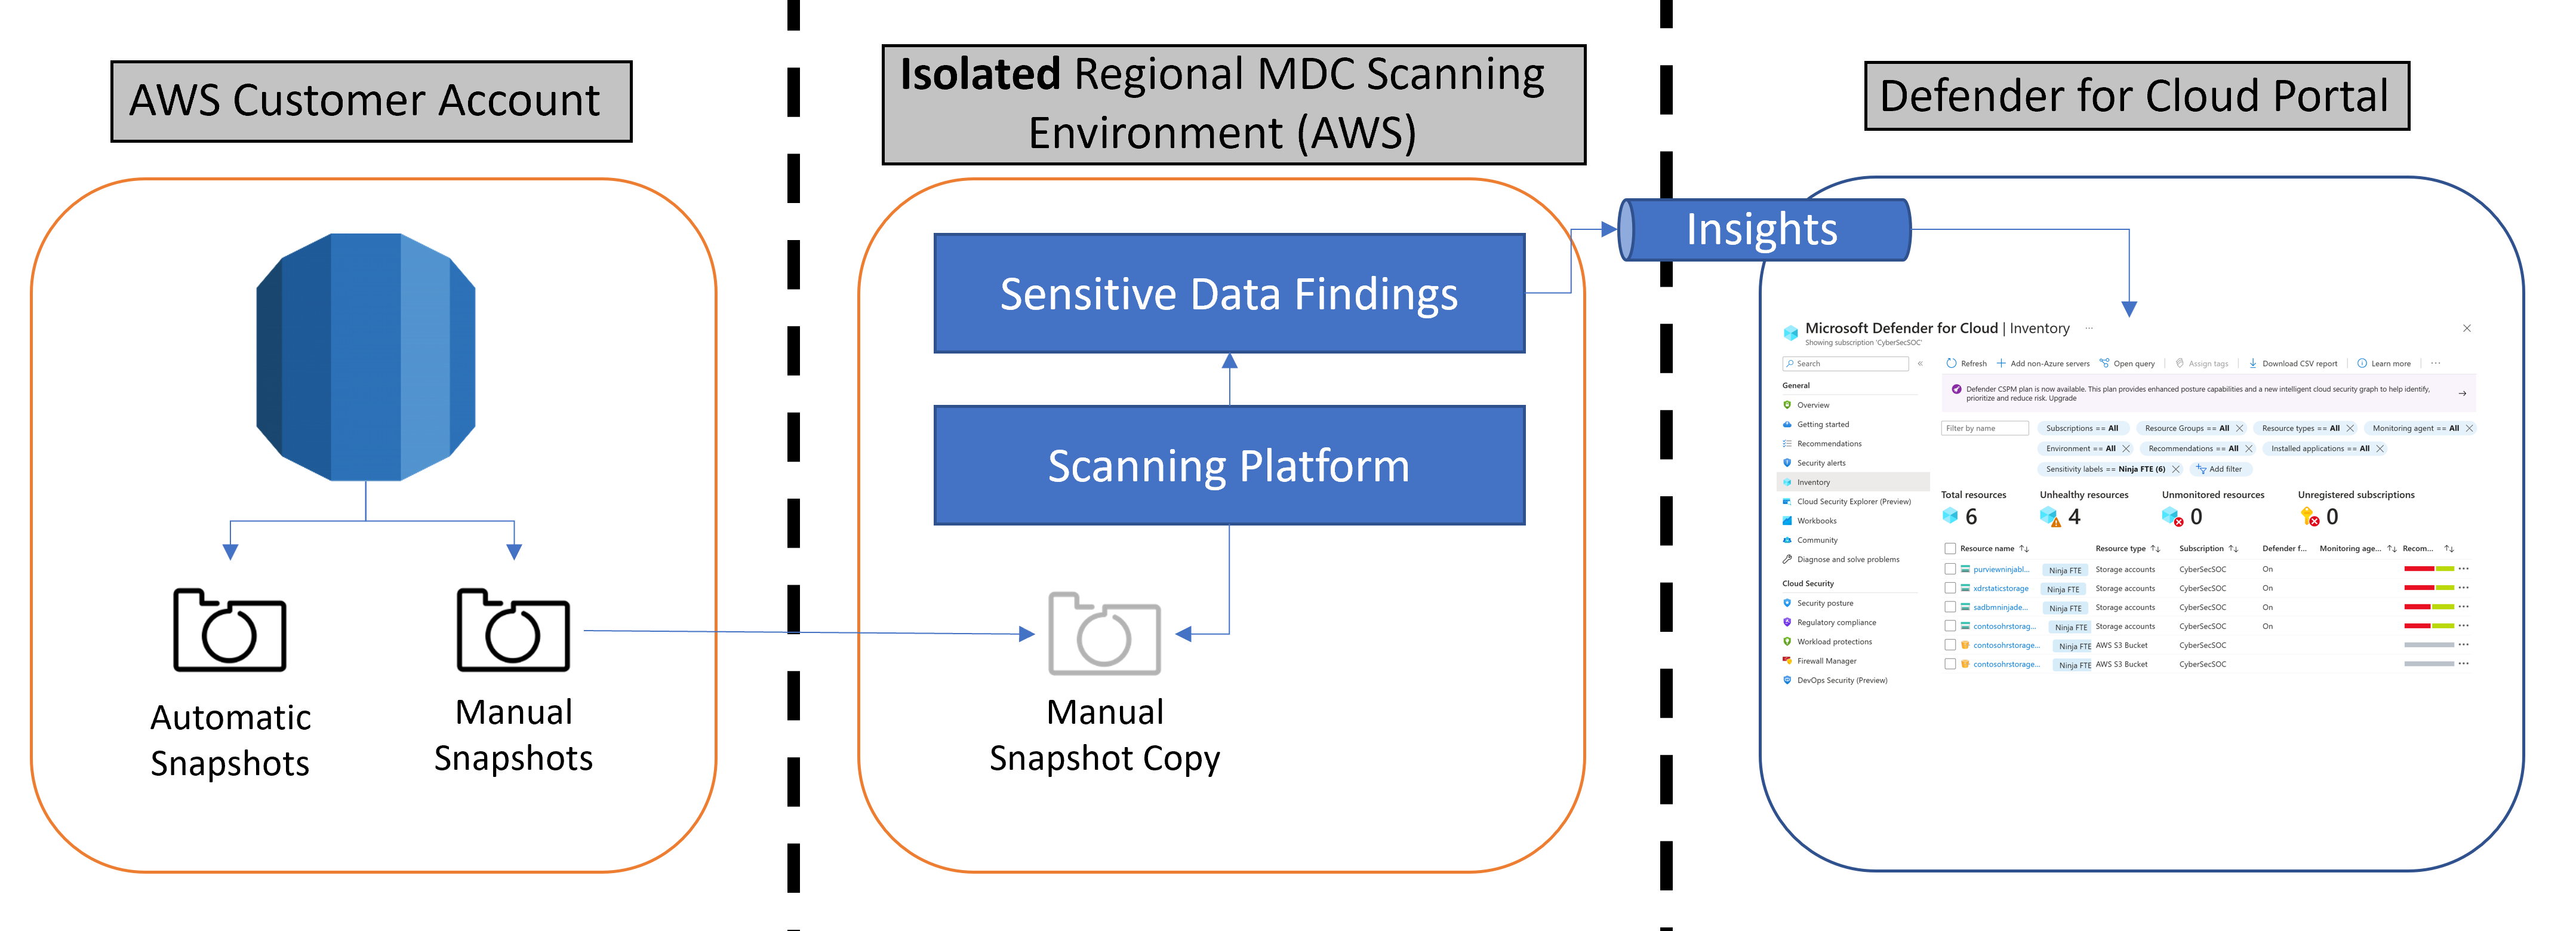 AWS Customer Account
Automatic
Snapshots
Manual
Snapshots
Isolated Regional MDC Scanning
Environment (AWS)
Sensitive Data Findings
Scanning Platform
Manual
Snapshot Copy
Defender for Cloud Portal
Insights
Microsoft Defender for Cloud | Inventory ...
Showing subscription 'CyberSecSOC'
Search
General
Overview
Getting started
Recommendations
Security alerts
Inventory
Cloud Security Explorer (Preview)
Workbooks
Community
Diagnose and solve problems
Cloud Security
Security posture
Regulatory compliance
Workload protections
Firewall Manager
DevOps Security (Preview)
Refresh Add non-Azure servers Open query Assign tags Download CSV report Learn more ...
Defender CSPM plan is now available. This plan provides enhanced posture capabilities and a new intelligent cloud security graph to help identify,
prioritize and reduce risk. Upgrade
Filter by name Subscriptions == All Resource Groups == All Resource types == All Monitoring agent == All
Environment == All Recommendations == All Installed applications == All
Sensitivity labels == Ninja FTE (6) Add filter
Total resources Unhealthy resources Unmonitored resources Unregistered subscriptions
6 4 0 0
Resource name Resource type Subscription Defender f... Monitoring age... Recom...
purviewninjabl... Ninja FTE Storage accounts CyberSecSOC On ...
xdrstaticstorage Ninja FTE Storage accounts CyberSecSOC On ...
sadbmninjade... Ninja FTE Storage accounts CyberSecSOC On ...
contosohrstorag... Ninja FTE Storage accounts CyberSecSOC On ...
contosohrstorage... Ninja FTE AWS S3 Bucket CyberSecSOC ...
contosohrstorage... Ninja FTE AWS S3 Bucket CyberSecSOC ...